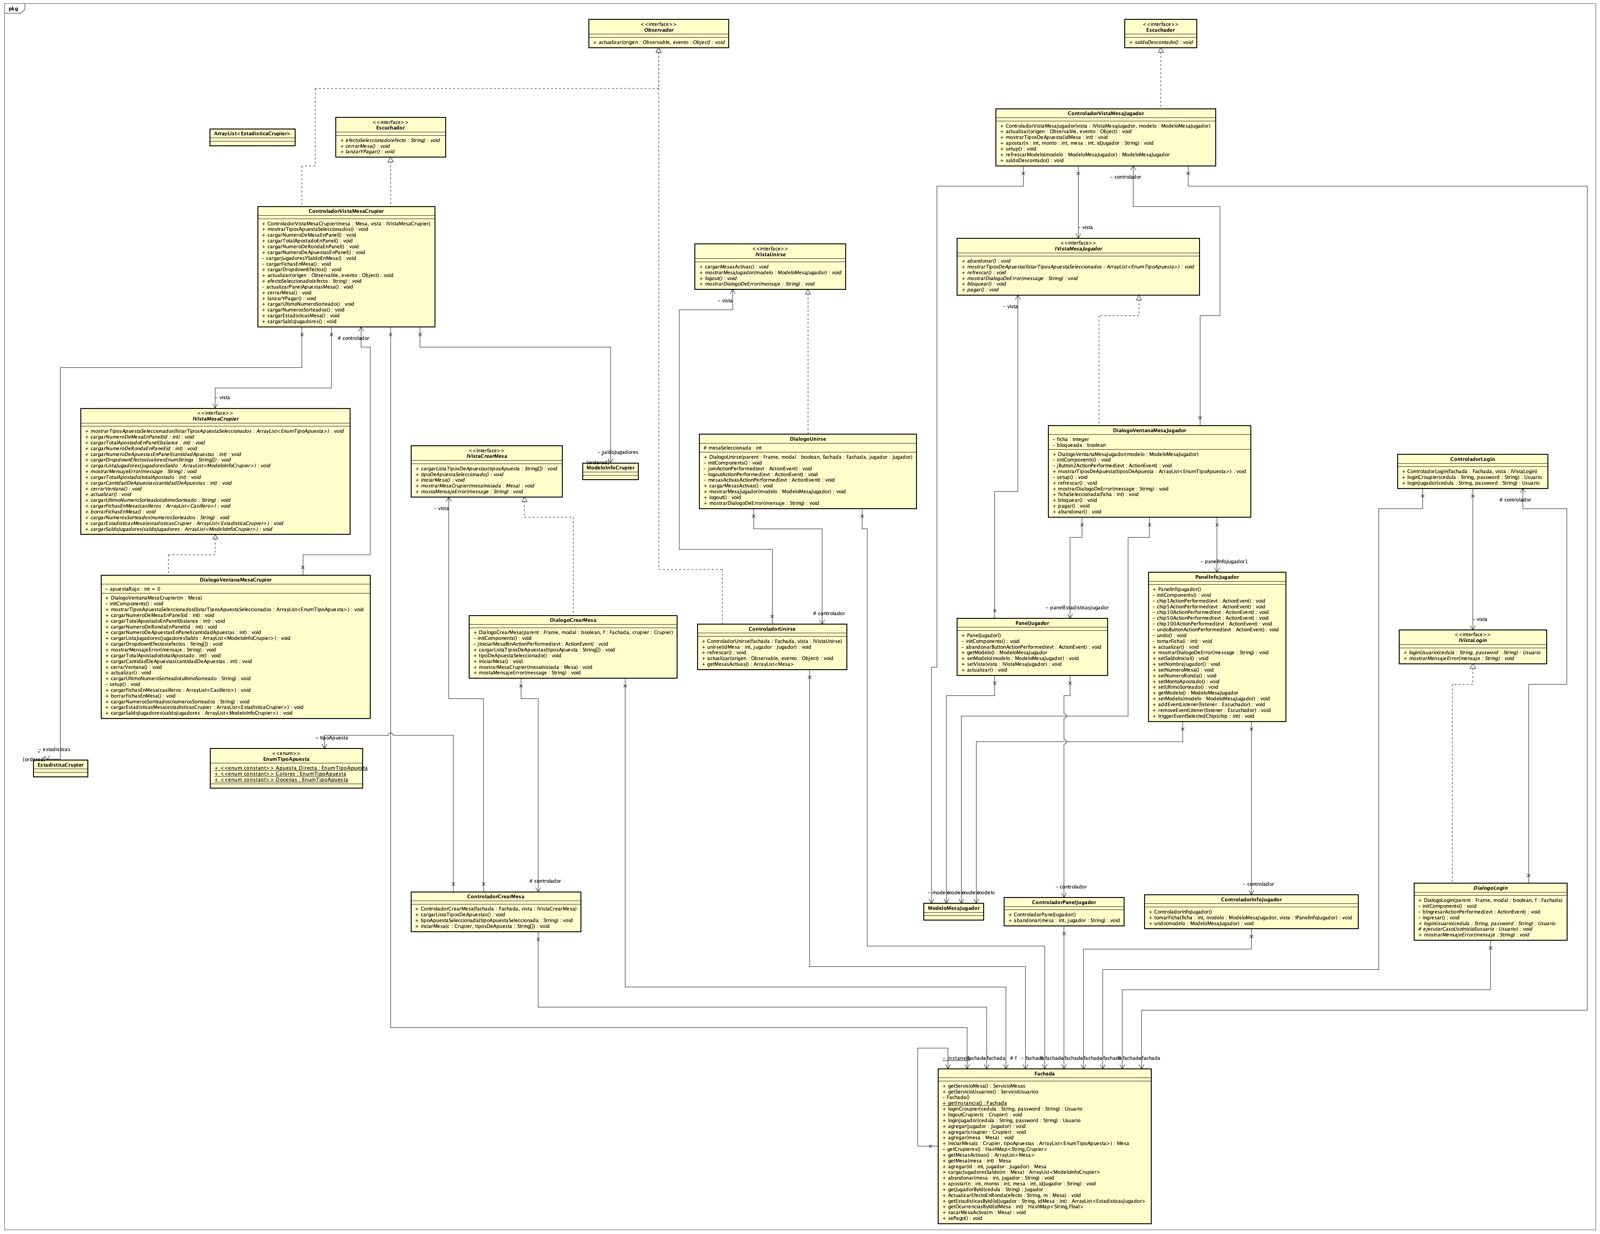 pkg
<<interface>>
Observador
+ actualizar(origen : Observable, evento : Object) : void
<<interface>>
Escuchador
+ saldoDescontado() : void
ArrayList<EstadisticaCrupier>
<<interface>>
Escuchador
+ efectoSeleccionado(efecto : String) : void
+ cerrarMesa() : void
+ lanzarYPagar() : void
ControladorVistaMesaJugador
+ ControladorVistaMesaJugador(vista : IVistaMesaJugador, modelo : ModeloMesaJugador)
+ actualizar(origen : Observable, evento : Object) : void
+ mostrarTiposDeApuesta(idMesa : int) : void
+ apostar(n : int, monto : int, mesa : int, idJugador : String) : void
+ setup() : void
+ refrescarModelo(modelo : ModeloMesaJugador) : ModeloMesaJugador
+ saldoDescontado() : void
- controlador
- vista
ControladorVistaMesaCrupier
+ ControladorVistaMesaCrupier(mesa : Mesa, vista : IVistaMesaCrupier)
+ mostrarTiposApuestaSeleccionados() : void
+ cargarNumeroDeMesaEnPanel() : void
+ cargarTotalApostadoEnPanel() : void
+ cargarNumeroDeRondaEnPanel() : void
+ cargarNumeroDeApuestasEnPanel() : void
- cargarJugadoresYSaldoEnMesa() : void
- cargarFichasEnMesa() : void
+ cargarDropdownEfectos() : void
+ actualizar(origen : Observable, evento : Object) : void
+ efectoSeleccionado(efecto : String) : void
- actualizarPanelApuestasMesa() : void
+ cerrarMesa() : void
+ lanzarYPagar() : void
+ cargarUltimoNumeroSorteado() : void
+ cargarNumerosSorteados() : void
+ cargarEstadisticasMesa() : void
+ cargarSaldoJugadores() : void
# controlador
- vista
<<interface>>
IVistaUnirse
+ cargarMesasActivas() : void
+ mostrarMesaJugador(modelo : ModeloMesaJugador) : void
+ logout() : void
+ mostrarDialogoDeError(mensaje : String) : void
- vista
<<interface>>
IVistaMesaJugador
+ abandonar() : void
+ mostrarTiposDeApuesta(listarTiposApuestaSeleccionados : ArrayList<EnumTipoApuesta>) : void
+ refrescar() : void
+ mostrarDialogoDeError(message : String) : void
+ bloquear() : void
+ pagar() : void
- vista
<<interface>>
IVistaMesaCrupier
+ mostrarTiposApuestaSeleccionados(listarTiposApuestaSeleccionados : ArrayList<EnumTipoApuesta>) : void
+ cargarNumeroDeMesaEnPanel(id : int) : void
+ cargarTotalApostadoEnPanel(balance : int) : void
+ cargarNumeroDeRondaEnPanel(id : int) : void
+ cargarNumeroDeApuestasEnPanel(cantidadApuestas : int) : void
+ cargarDropdownEfectos(valoresEnumStrings : String[]) : void
+ cargarListaJugadores(jugadoresSaldo : ArrayList<ModeloInfoCrupier>) : void
+ mostrarMensajeError(message : String) : void
+ cargarTotalApostado(totalApostado : int) : void
+ cargarCantidadDeApuestas(cantidadDeApuestas : int) : void
+ cerrarVentana() : void
+ actualizar() : void
+ cargarUltimoNumeroSorteado(ultimoSorteado : String) : void
+ cargarFichasEnMesa(casilleros : ArrayList<Casillero>) : void
+ borrarFichasEnMesa() : void
+ cargarNumerosSorteados(numerosSorteados : String) : void
+ cargarEstadisticasMesa(estadisticasCrupier : ArrayList<EstadisticaCrupier>) : void
+ cargarSaldoJugadores(saldoJugadores : ArrayList<ModeloInfoCrupier>) : void
<<interface>>
IVistaCrearMesa
+ cargarListaTiposDeApuestas(tiposApuesta : String[]) : void
+ tipoDeApuestaSeleccionado() : void
+ iniciarMesa() : void
+ mostrarMesaCrupier(mesaIniciada : Mesa) : void
+ mostaMensajeError(message : String) : void
- vista
- saldoJugadores
(ordered)
ModeloInfoCrupier
DialogoUnirse
# mesaSeleccionada : int
+ DialogoUnirse(parent : Frame, modal : boolean, fachada : Fachada, jugador : Jugador)
- initComponents() : void
- joinActionPerformed(evt : ActionEvent) : void
- logoutActionPerformed(evt : ActionEvent) : void
- mesasActivasActionPerformed(evt : ActionEvent) : void
+ cargarMesasActivas() : void
+ mostrarMesaJugador(modelo : ModeloMesaJugador) : void
+ logout() : void
+ mostrarDialogoDeError(mensaje : String) : void
DialogoVentanaMesaJugador
- ficha : Integer
- bloqueada : boolean
+ DialogoVentanaMesaJugador(modelo : ModeloMesaJugador)
- initComponents() : void
- jButton2ActionPerformed(evt : ActionEvent) : void
+ mostrarTiposDeApuesta(tiposDeApuesta : ArrayList<EnumTipoApuesta>) : void
- setup() : void
+ refrescar() : void
+ mostrarDialogoDeError(message : String) : void
+ fichaSeleccionada(ficha : int) : void
+ bloquear() : void
+ pagar() : void
+ abandonar() : void
ControladorLogin
+ ControladorLogin(fachada : Fachada, vista : IVistaLogin)
+ loginCroupier(cedula : String, password : String) : Usuario
+ loginJugador(cedula : String, password : String) : Usuario
# controlador
DialogoVentanaMesaCrupier
- apuestaRojo : int = 0
+ DialogoVentanaMesaCrupier(m : Mesa)
- initComponents() : void
+ mostrarTiposApuestaSeleccionados(listarTiposApuestaSeleccionados : ArrayList<EnumTipoApuesta>) : void
+ cargarNumeroDeMesaEnPanel(id : int) : void
+ cargarTotalApostadoEnPanel(balance : int) : void
+ cargarNumeroDeRondaEnPanel(id : int) : void
+ cargarNumeroDeApuestasEnPanel(cantidadApuestas : int) : void
+ cargarListaJugadores(jugadoresSaldo : ArrayList<ModeloInfoCrupier>) : void
+ cargarDropdownEfectos(efectos : String[]) : void
+ mostrarMensajeError(message : String) : void
+ cargarTotalApostado(totalApostado : int) : void
+ cargarCantidadDeApuestas(cantidadDeApuestas : int) : void
+ cerrarVentana() : void
+ actualizar() : void
+ cargarUltimoNumeroSorteado(ultimoSorteado : String) : void
- setup() : void
+ cargarFichasEnMesa(casilleros : ArrayList<Casillero>) : void
+ borrarFichasEnMesa() : void
+ cargarNumerosSorteados(numerosSorteados : String) : void
+ cargarEstadisticasMesa(estadisticasCrupier : ArrayList<EstadisticaCrupier>) : void
+ cargarSaldoJugadores(saldoJugadores : ArrayList<ModeloInfoCrupier>) : void
DialogoCrearMesa
+ DialogoCrearMesa(parent : Frame, modal : boolean, f : Fachada, crupier : Crupier)
- initComponents() : void
- jIniciarMesaBtnActionPerformed(evt : ActionEvent) : void
+ cargarListaTiposDeApuestas(tiposApuesta : String[]) : void
+ tipoDeApuestaSeleccionado() : void
+ iniciarMesa() : void
+ mostrarMesaCrupier(mesaIniciada : Mesa) : void
+ mostaMensajeError(message : String) : void
# controlador
ControladorUnirse
+ ControladorUnirse(fachada : Fachada, vista : IVistaUnirse)
+ unirse(idMesa : int, jugador : Jugador) : void
+ refrescar() : void
+ actualizar(origen : Observable, evento : Object) : void
+ getMesasActivas() : ArrayList<Mesa>
- panelEstadisticasJugador
PanelJugador
+ PanelJugador()
- initComponents() : void
- abandonarButtonActionPerformed(evt : ActionEvent) : void
+ getModelo() : ModeloMesaJugador
+ setModelo(modelo : ModeloMesaJugador) : void
+ setVista(vista : IVistaMesaJugador) : void
+ actualizar() : void
- panelInfoJugador1
PanelInfoJugador
+ PanelInfoJugador()
- initComponents() : void
- chip1ActionPerformed(evt : ActionEvent) : void
- chip5ActionPerformed(evt : ActionEvent) : void
- chip10ActionPerformed(evt : ActionEvent) : void
- chip50ActionPerformed(evt : ActionEvent) : void
- chip100ActionPerformed(evt : ActionEvent) : void
- undoButtonActionPerformed(evt : ActionEvent) : void
- undo() : void
- tomarFicha(i : int) : void
+ actualizar() : void
+ mostrarDialogoDeError(message : String) : void
- setSaldoInicial() : void
- setNombreJugador() : void
- setNumeroMesa() : void
- setNumeroRonda() : void
- setMontoApostado() : void
- setUltimoSorteado() : void
+ getModelo() : ModeloMesaJugador
+ setModelo(modelo : ModeloMesaJugador) : void
+ addEventListener(listener : Escuchador) : void
+ removeEventLitener(listener : Escuchador) : void
+ triggerEventSelectedChip(chip : int) : void
- vista
<<interface>>
IVistaLogin
+ loginUsuario(cedula : String, password : String) : Usuario
+ mostrarMensajeError(mensaje : String) : void
- estadisticas
(ordered)
EstadisticaCrupier
- tipoApuesta
<<enum>>
EnumTipoApuesta
+ <<enum constant>> Apuesta_Directa : EnumTipoApuesta
+ <<enum constant>> Colores : EnumTipoApuesta
+ <<enum constant>> Docenas : EnumTipoApuesta
# controlador
ControladorCrearMesa
+ ControladorCrearMesa(fachada : Fachada, vista : IVistaCrearMesa)
+ cargarListaTiposDeApuestas() : void
+ tipoApuestaSeleccionada(tipoApuestaSeleccionada : String) : void
+ iniciarMesa(c : Crupier, tiposDeApuesta : String[]) : void
- modelo
ModeloMesaJugador
- controlador
ControladorPanelJugador
+ ControladorPanelJugador()
+ abandonar(mesa : int, jugador : String) : void
- controlador
ControladorInfoJugador
+ ControladorInfoJugador()
+ tomarFicha(ficha : int, modelo : ModeloMesaJugador, vista : IPanelInfoJugador) : void
+ undo(modelo : ModeloMesaJugador) : void
DialogoLogin
+ DialogLogin(parent : Frame, modal : boolean, f : Fachada)
- initComponents() : void
- btIngresarActionPerformed(evt : ActionEvent) : void
- ingresar() : void
+ loginUsuario(cedula : String, password : String) : Usuario
# ejecutarCasoUsoInicial(usuario : Usuario) : void
+ mostrarMensajeError(mensaje : String) : void
# f
Fachada
+ getServicioMesa() : ServicioMesas
+ getServicioUsuarios() : ServicioUsuarios
- Fachada()
+ getInstancia() : Fachada
+ loginCroupier(cedula : String, password : String) : Usuario
+ logoutCrupier(c : Crupier) : void
+ loginJugador(cedula : String, password : String) : Usuario
+ agregar(jugador : Jugador) : void
+ agregar(croupier : Crupier) : void
+ agregar(mesa : Mesa) : void
+ iniciarMesa(c : Crupier, tipoApuestas : ArrayList<EnumTipoApuesta>) : Mesa
- getCrupieres() : HashMap<String,Crupier>
+ getMesasActivas() : ArrayList<Mesa>
+ getMesa(mesa : int) : Mesa
+ agregar(id : int, jugador : Jugador) : Mesa
+ cargarJugadoresSaldo(m : Mesa) : ArrayList<ModeloInfoCrupier>
+ abandonar(mesa : int, jugador : String) : void
+ apostar(n : int, monto : int, mesa : int, idJugador : String) : void
+ getJugadorById(cedula : String) : Jugador
+ ActualizarEfectoEnRonda(efecto : String, m : Mesa) : void
+ getEstadisticasById(idJugador : String, idMesa : int) : ArrayList<EstadisticasJugador>
+ getOcurrenciasById(idMesa : int) : HashMap<String,Float>
+ sacarMesaActiva(m : Mesa) : void
+ sePago() : void